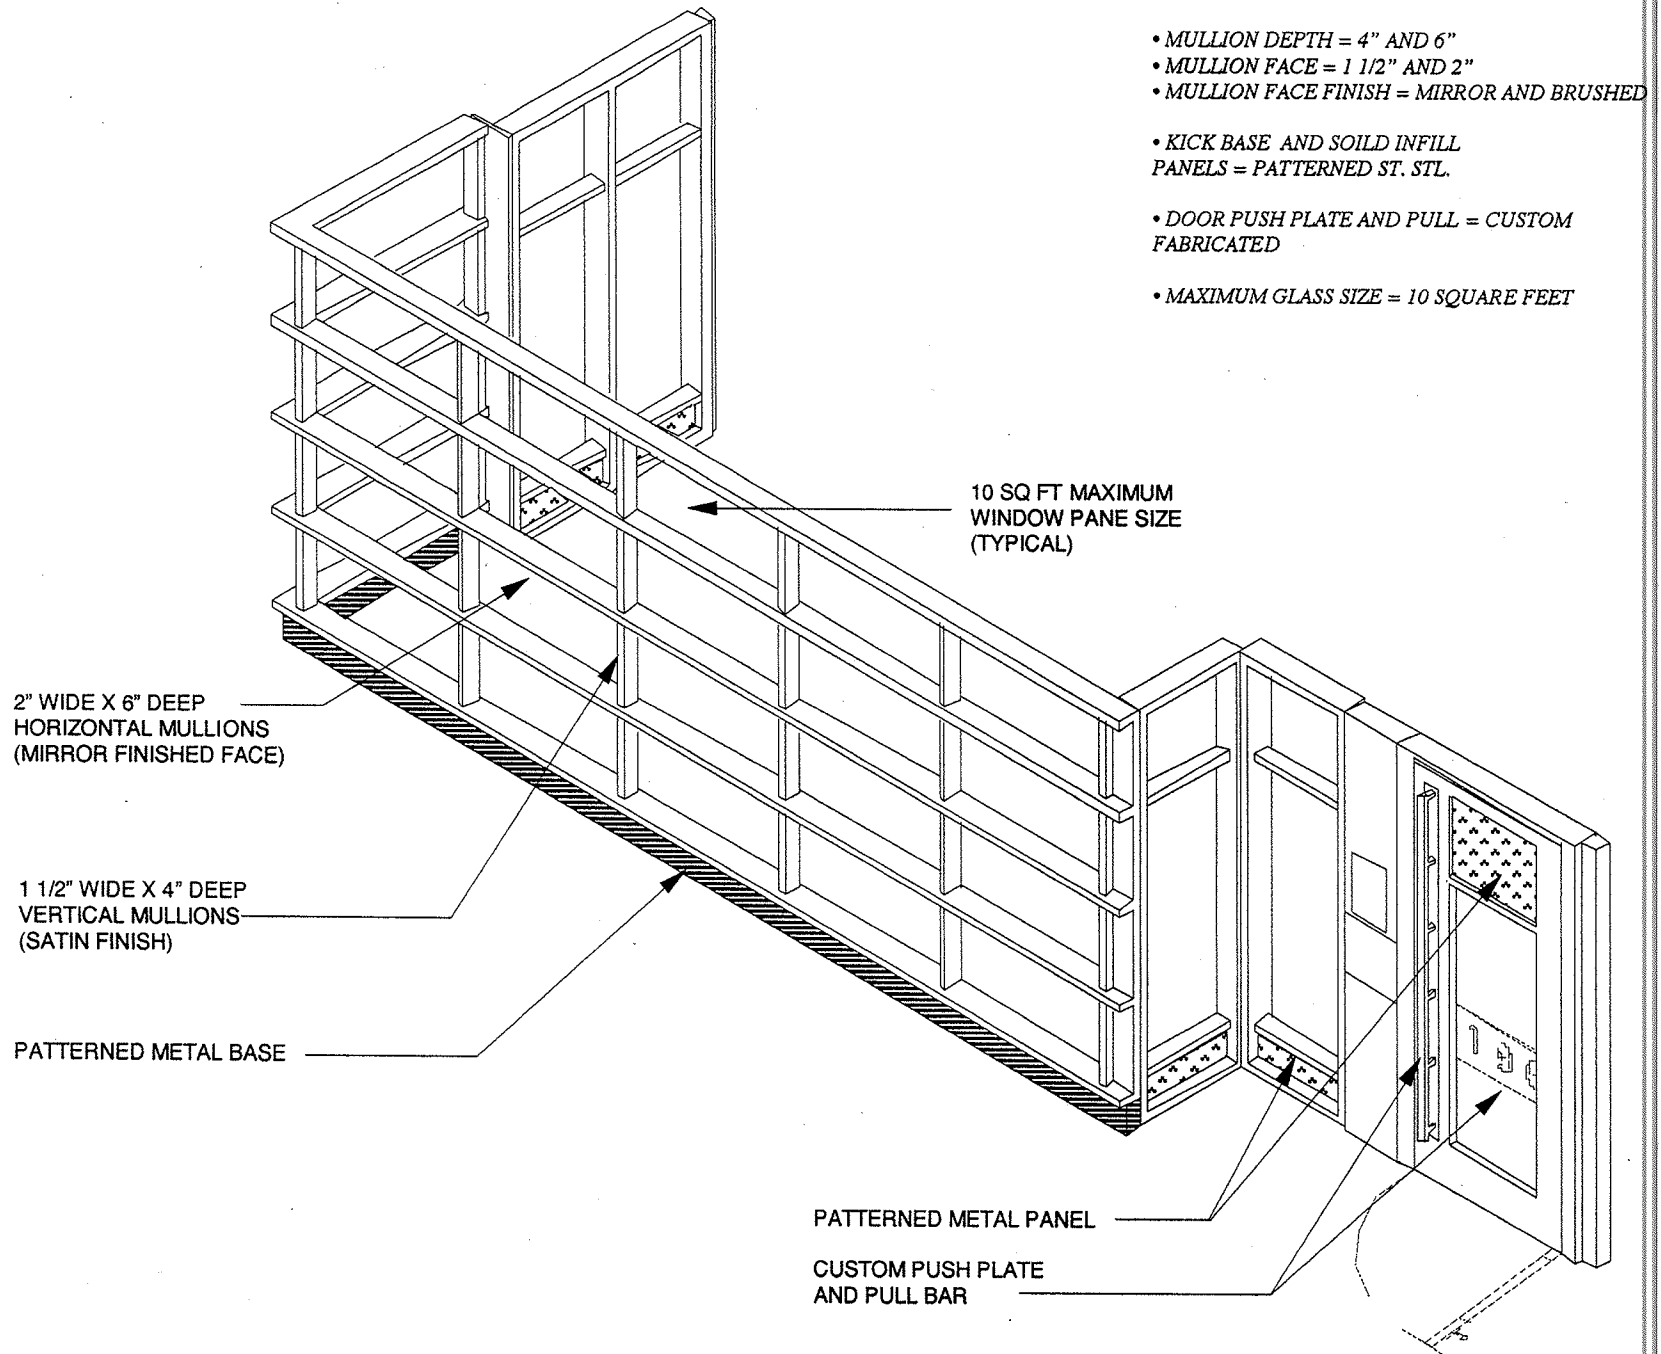 • MULLION DEPTH = 4" AND 6"
• MULLION FACE = 1 1/2" AND 2"
• MULLION FACE FINISH = MIRROR AND BRUSHED
• KICK BASE AND SOILD INFILL
PANELS = PATTERNED ST. STL.
• DOOR PUSH PLATE AND PULL = CUSTOM
FABRICATED
• MAXIMUM GLASS SIZE = 10 SQUARE FEET
10 SQ FT MAXIMUM
WINDOW PANE SIZE
(TYPICAL)
2" WIDE X 6" DEEP
HORIZONTAL MULLIONS
(MIRROR FINISHED FACE)
1 1/2" WIDE X 4" DEEP
VERTICAL MULLIONS
(SATIN FINISH)
PATTERNED METAL BASE
PATTERNED METAL PANEL
CUSTOM PUSH PLATE
AND PULL BAR